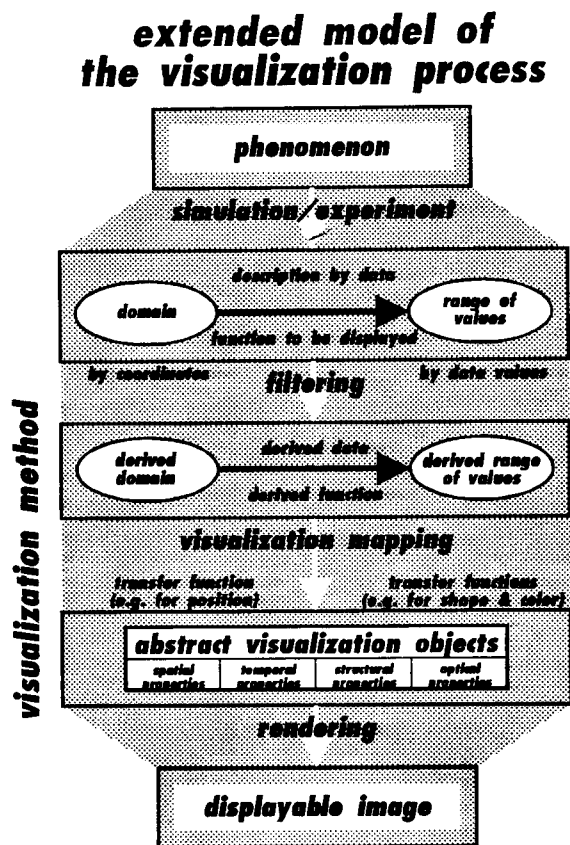 extended model of
the visualization process
phenomenon
simulation/experiment
description by data
domain
range of
values
function to be displayed
by coordinates
filtering
by data values
visualization method
derived
domain
derived data
derived function
derived range
of values
visualization mapping
transfer function
(e.g. for position)
transfer functions
(e.g. for shape & color)
abstract visualization objects
spatial
properties
temporal
properties
structural
properties
optical
properties
rendering
displayable image